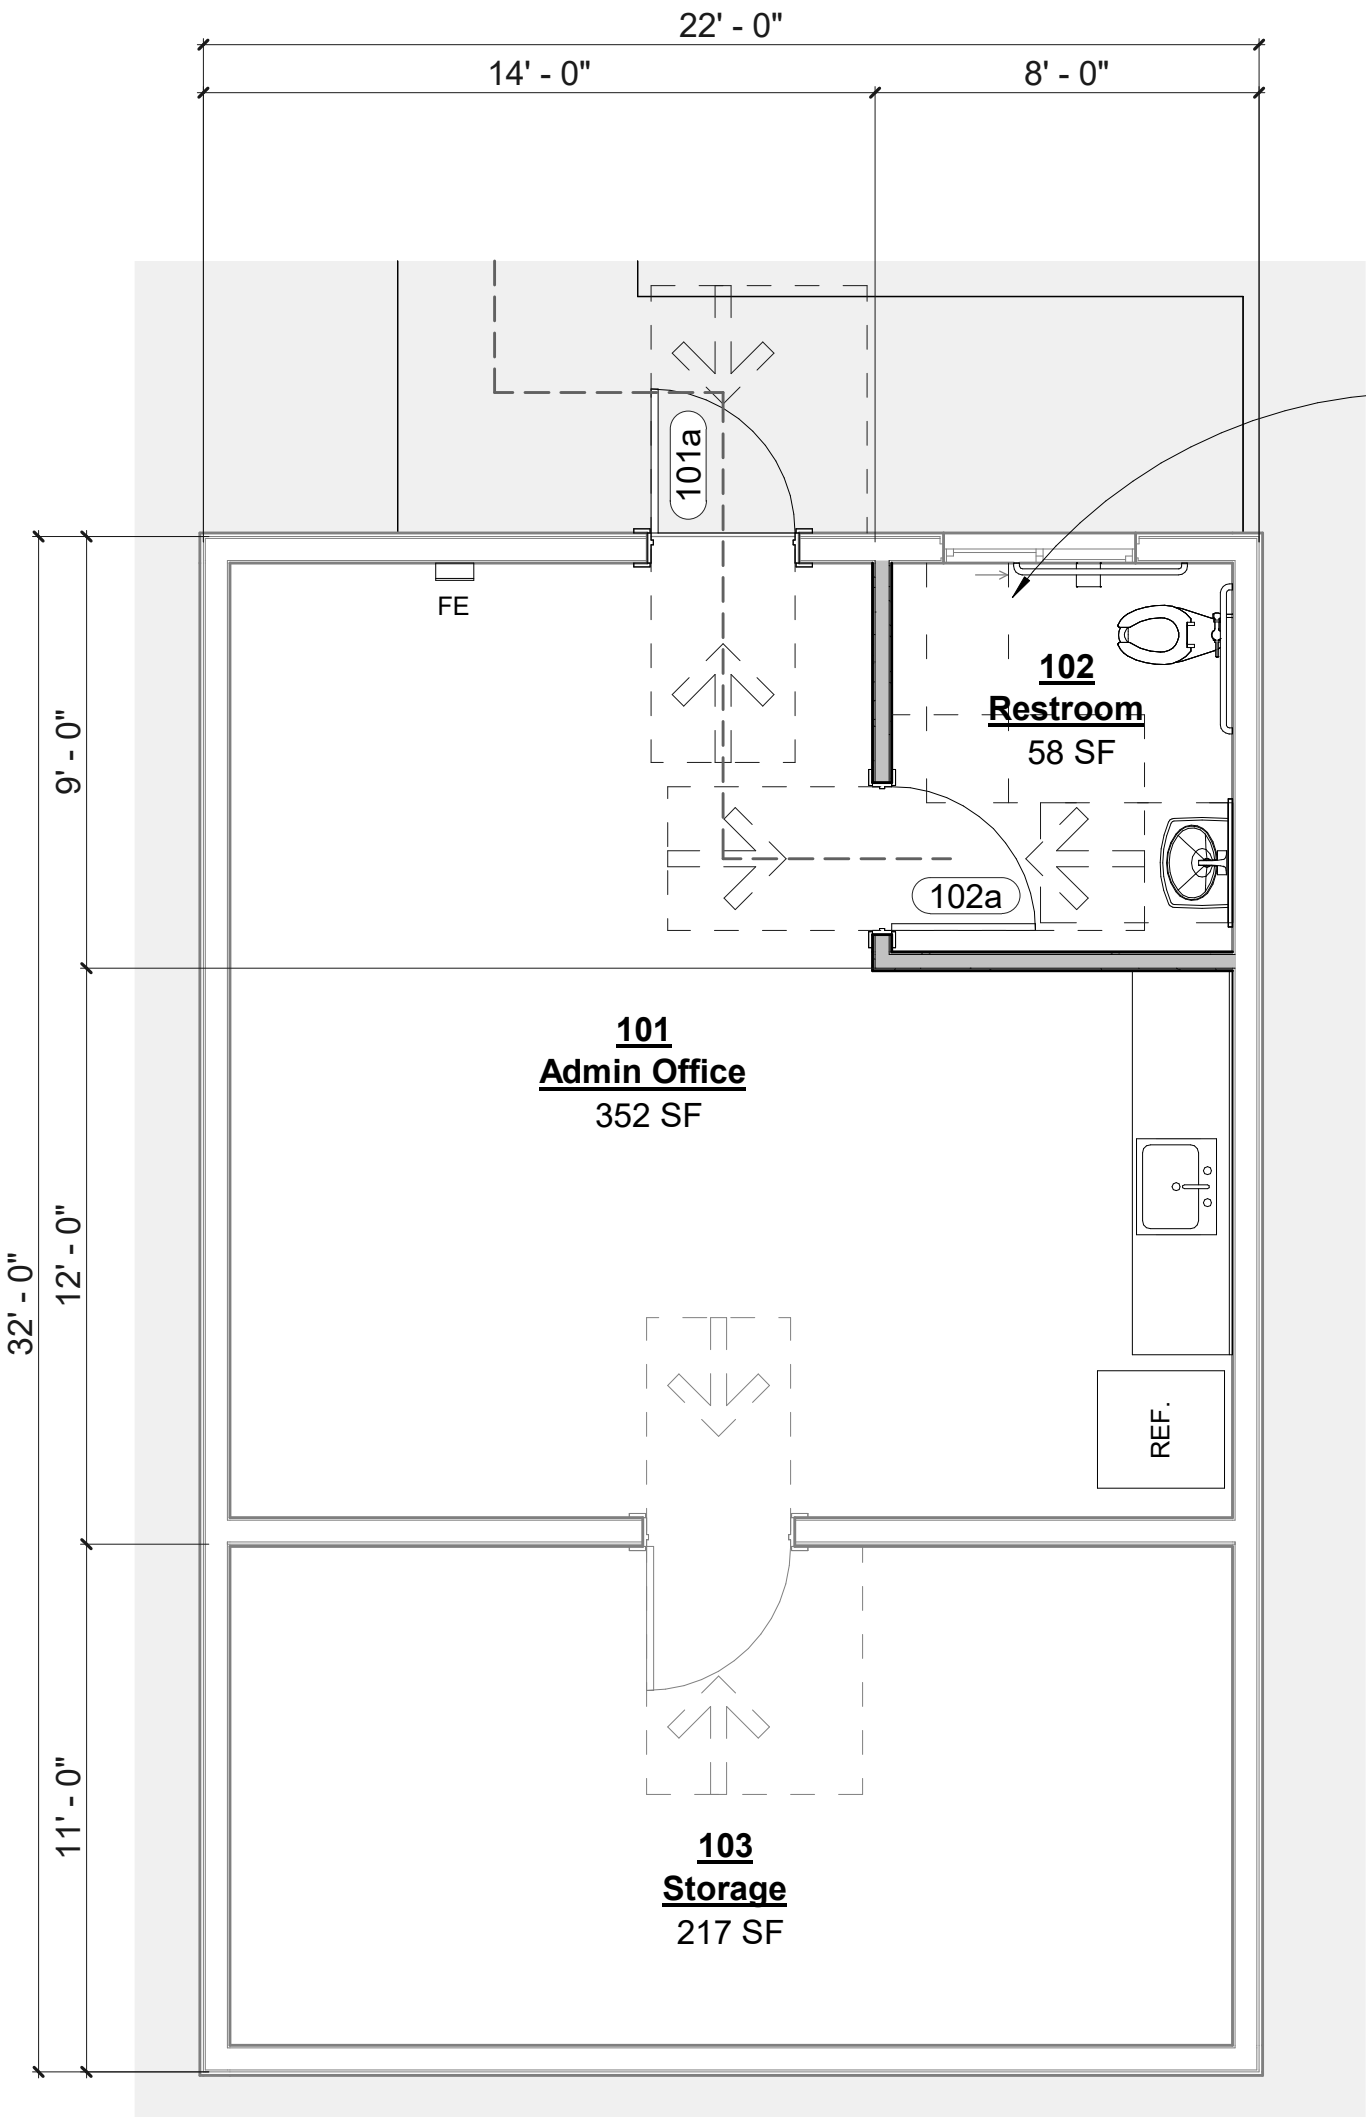 22' - 0"
14' - 0"
8' - 0"
101a
FE
102
Restroom
58 SF
9' - 0"
102a
101
Admin Office
352 SF
12' - 0"
32' - 0"
REF.
11' - 0"
103
Storage
217 SF